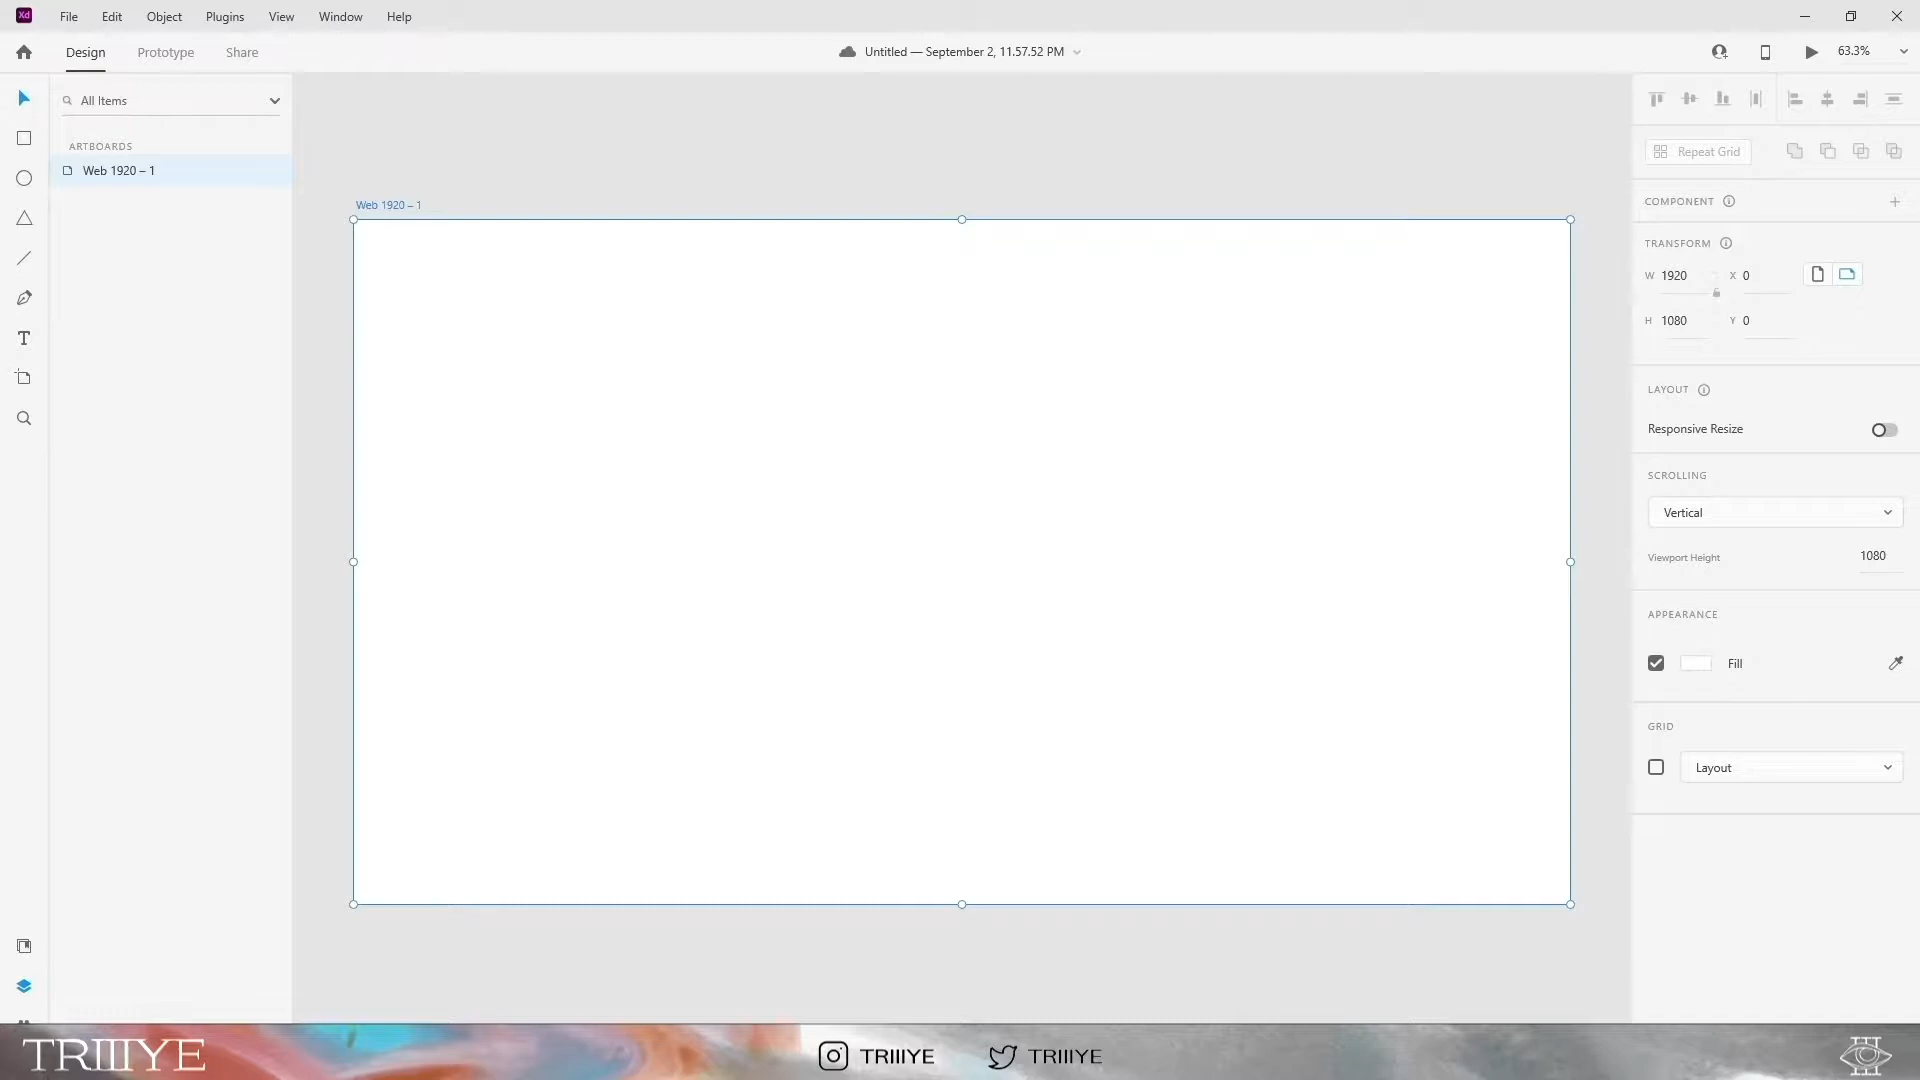 Xd File Edit Object Plugins View Window Help
Design Prototype Share
Untitled — September 2, 11.57.52 PM
63.3%
All Items
ARTBOARDS
Web 1920 – 1
Web 1920 – 1
Repeat Grid
COMPONENT
TRANSFORM
W 1920 X 0
H 1080 Y 0
LAYOUT
Responsive Resize
SCROLLING
Vertical
Viewport Height 1080
APPEARANCE
Fill
GRID
Layout
TRIIIYE
TRIIIYE
TRIIIYE